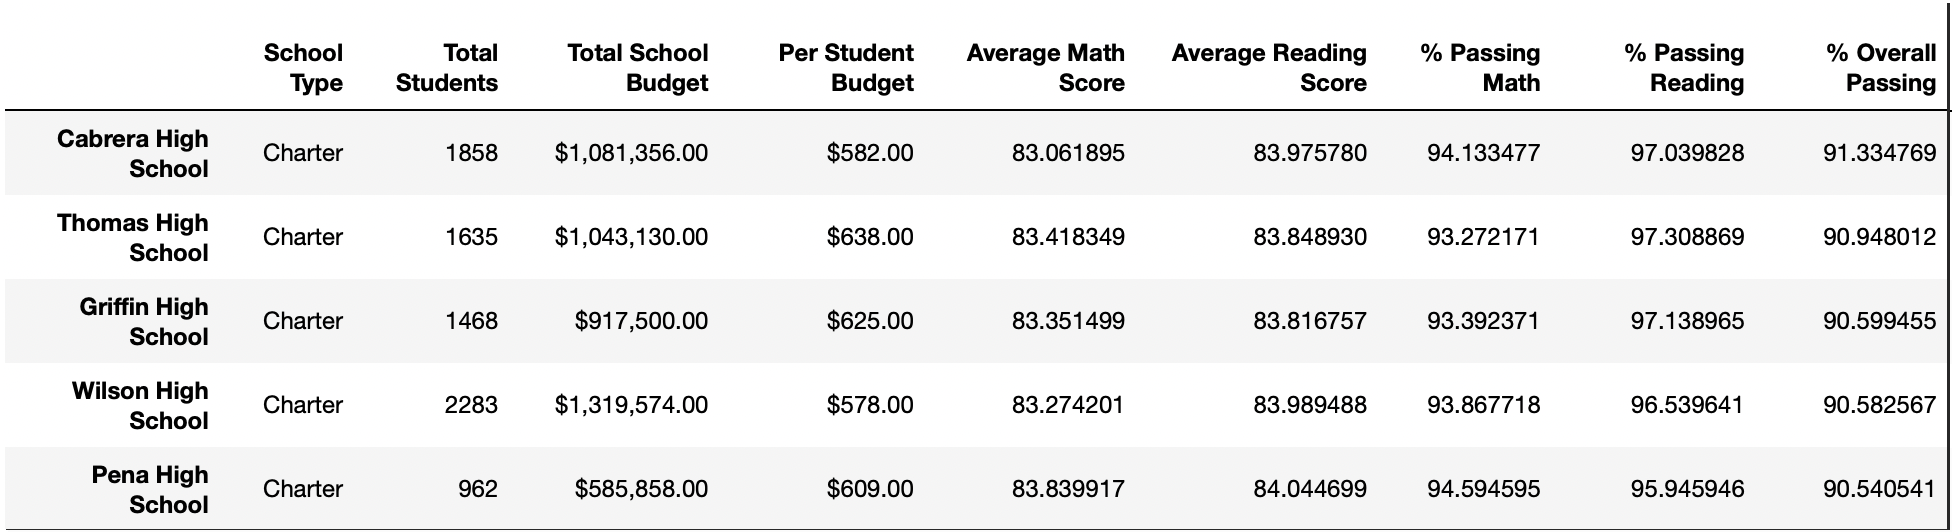 School Type Total Students Total School Budget Per Student Budget Average Math Score Average Reading Score % Passing Math % Passing Reading % Overall Passing
Cabrera High School Charter 1858 $1,081,356.00 $582.00 83.061895 83.975780 94.133477 97.039828 91.334769
Thomas High School Charter 1635 $1,043,130.00 $638.00 83.418349 83.848930 93.272171 97.308869 90.948012
Griffin High School Charter 1468 $917,500.00 $625.00 83.351499 83.816757 93.392371 97.138965 90.599455
Wilson High School Charter 2283 $1,319,574.00 $578.00 83.274201 83.989488 93.867718 96.539641 90.582567
Pena High School Charter 962 $585,858.00 $609.00 83.839917 84.044699 94.594595 95.945946 90.540541